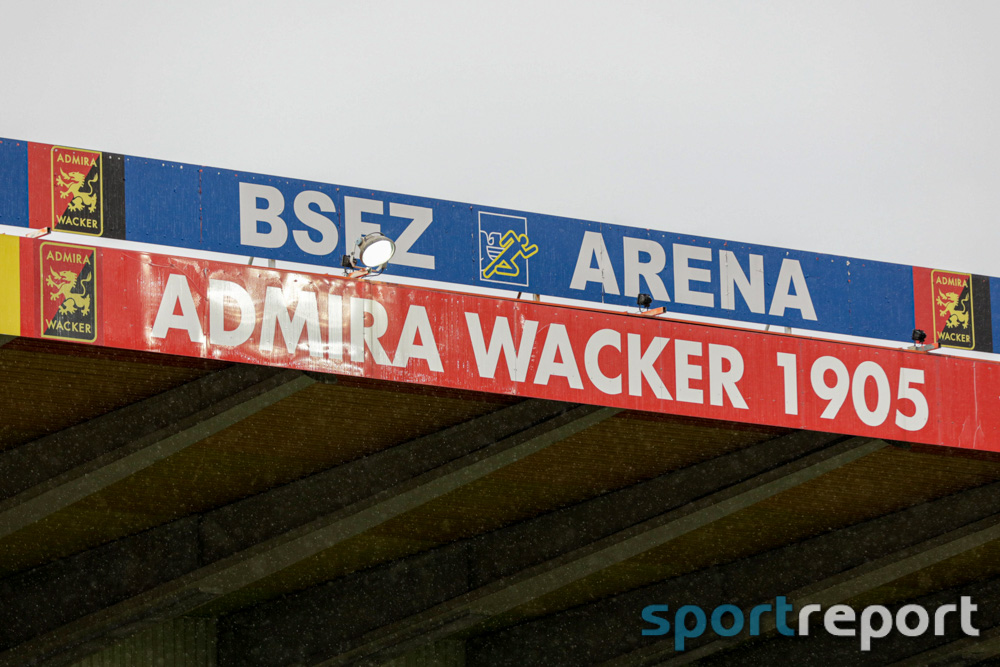 ADMIRA
WACKER
BSFZ ARENA
ADMIRA
WACKER
ADMIRA
WACKER
ADMIRA WACKER 1905
sportreport